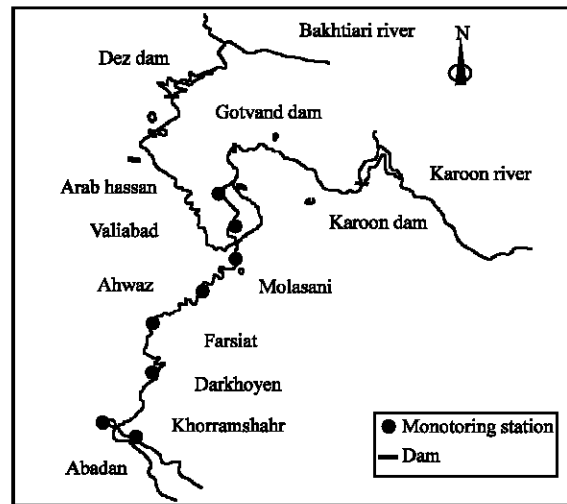 Bakhtiari river
N
Dez dam
Gotvand dam
Karoon river
Arab hassan
Karoon dam
Valiabad
Ahwaz
Molasani
Farsiat
Darkhoyen
Khorramshahr
Abadan
Monotoring station
Dam